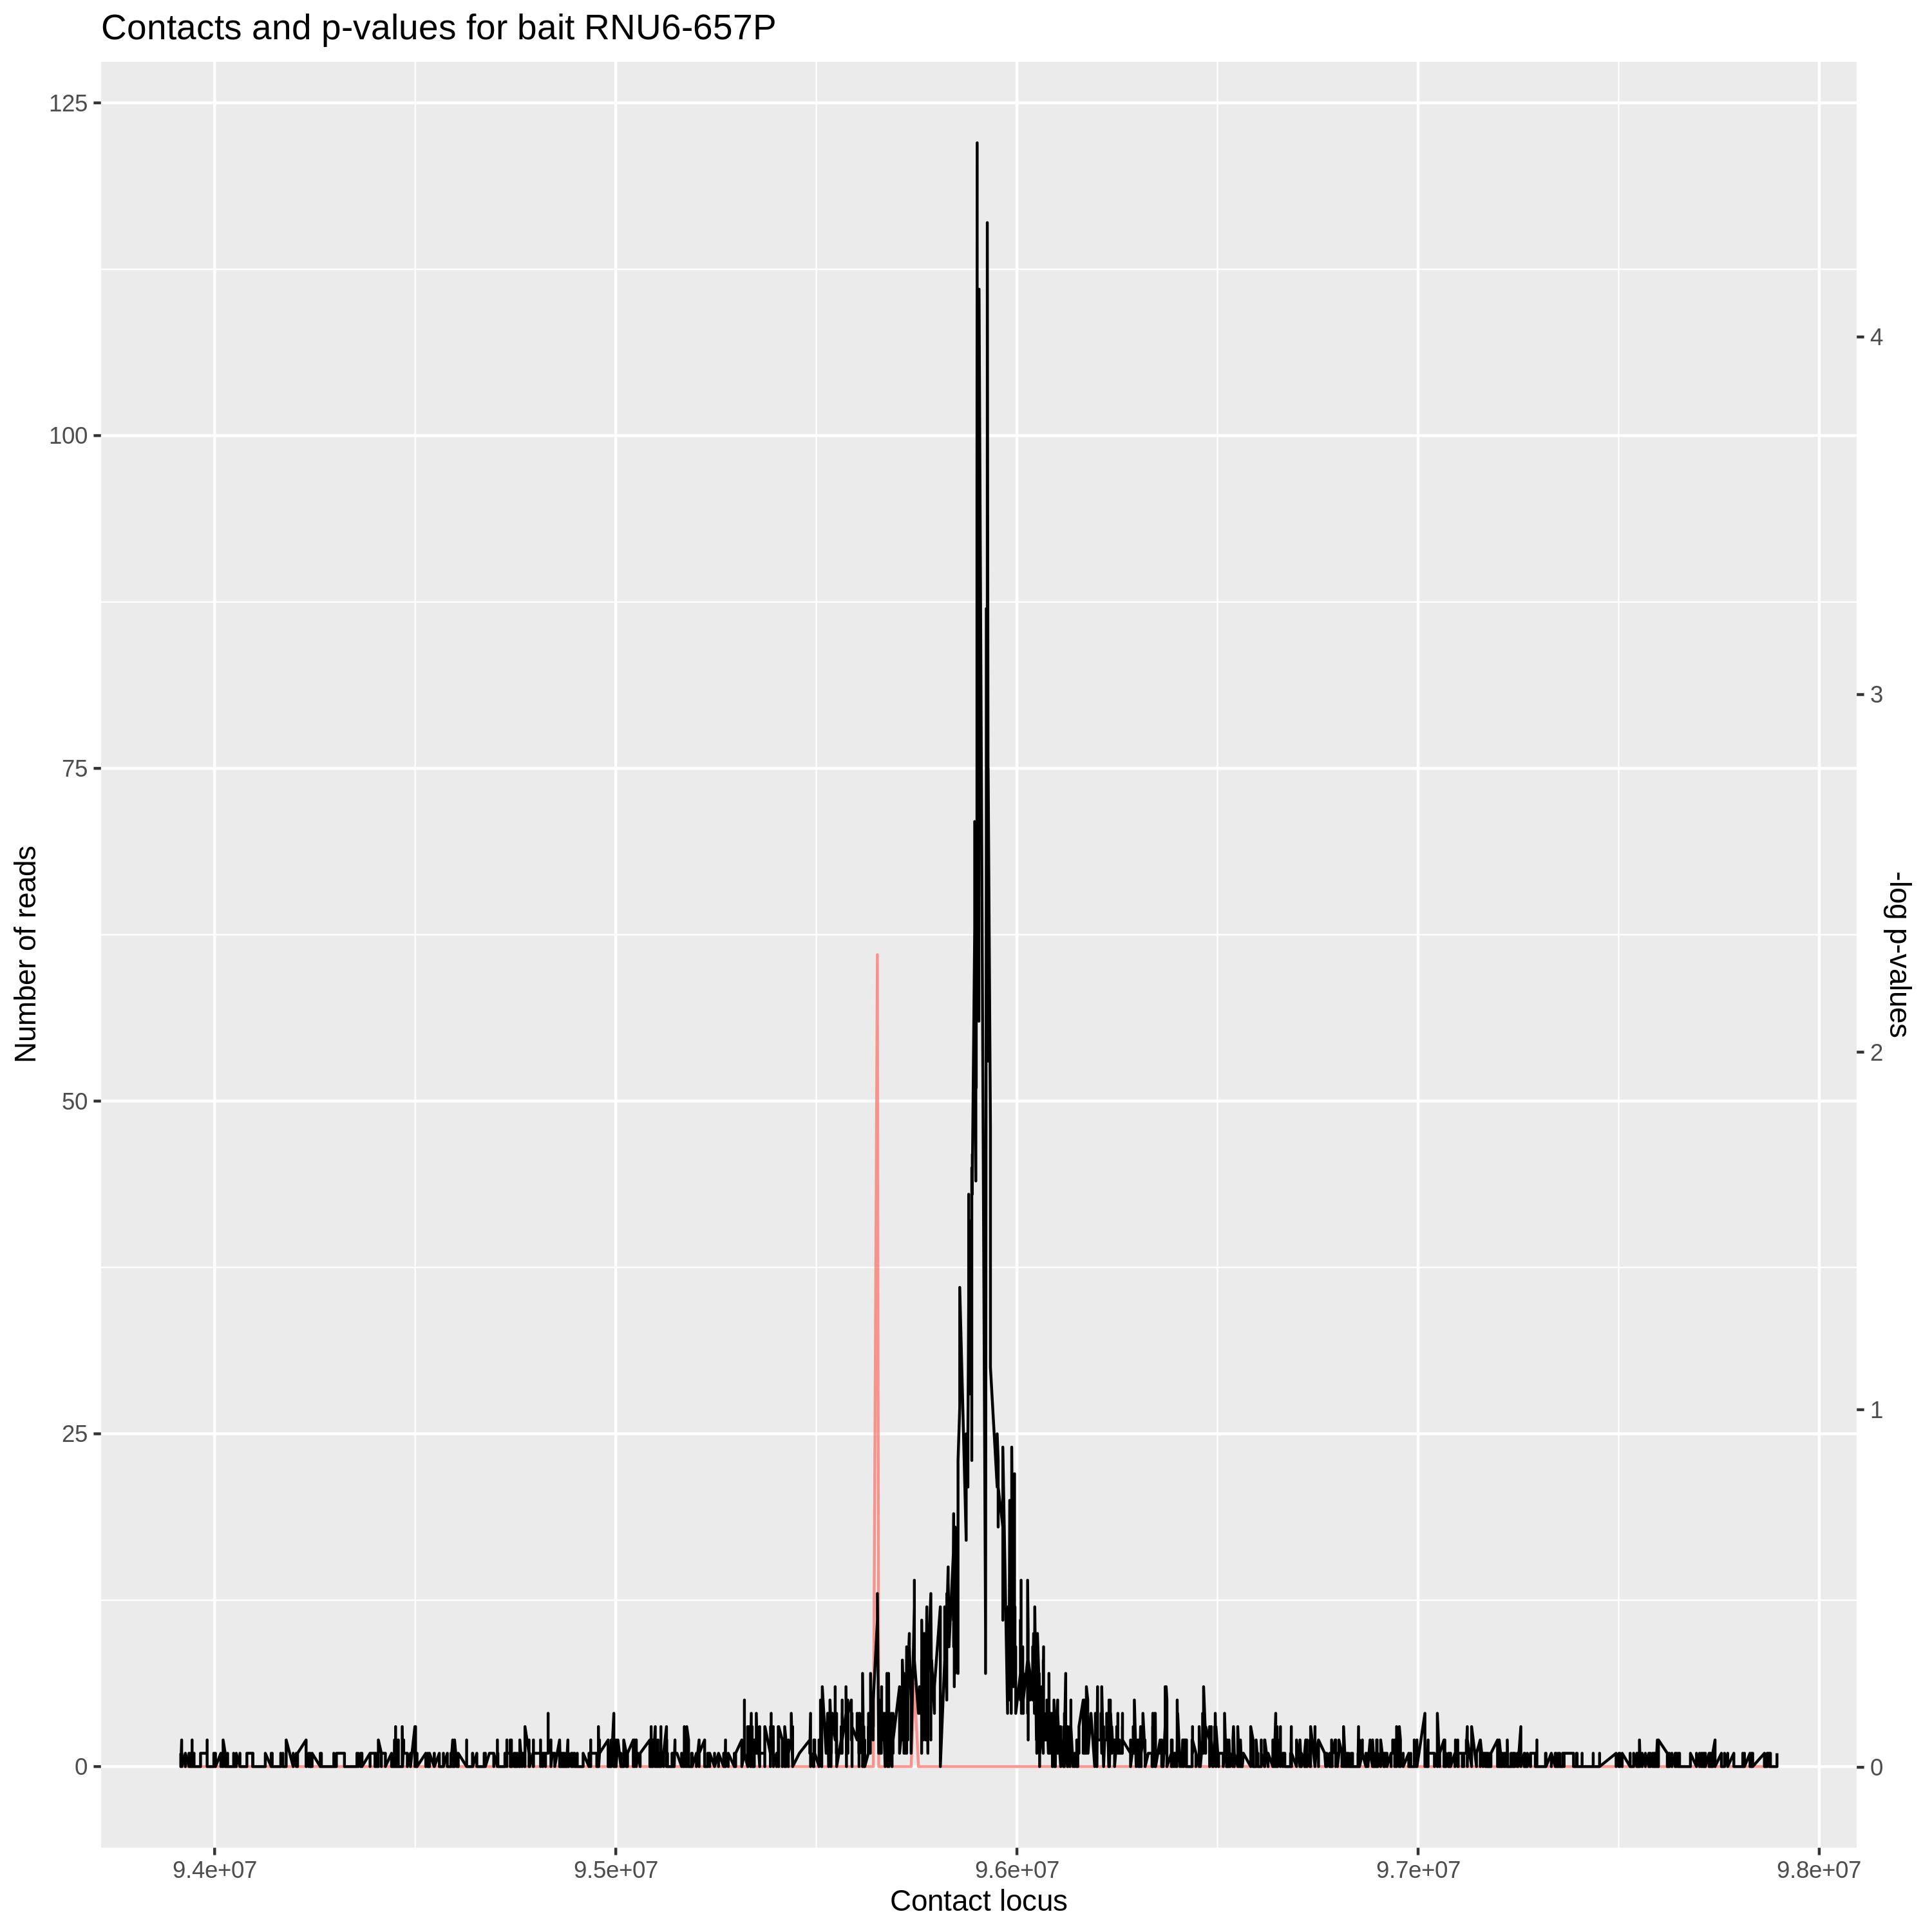 Contacts and p-values for bait RNU6-657P
125
100
75
50
25
0
Number of reads
4
3
2
1
0
-log p-values
9.4e+07
9.5e+07
9.6e+07
9.7e+07
9.8e+07
Contact locus